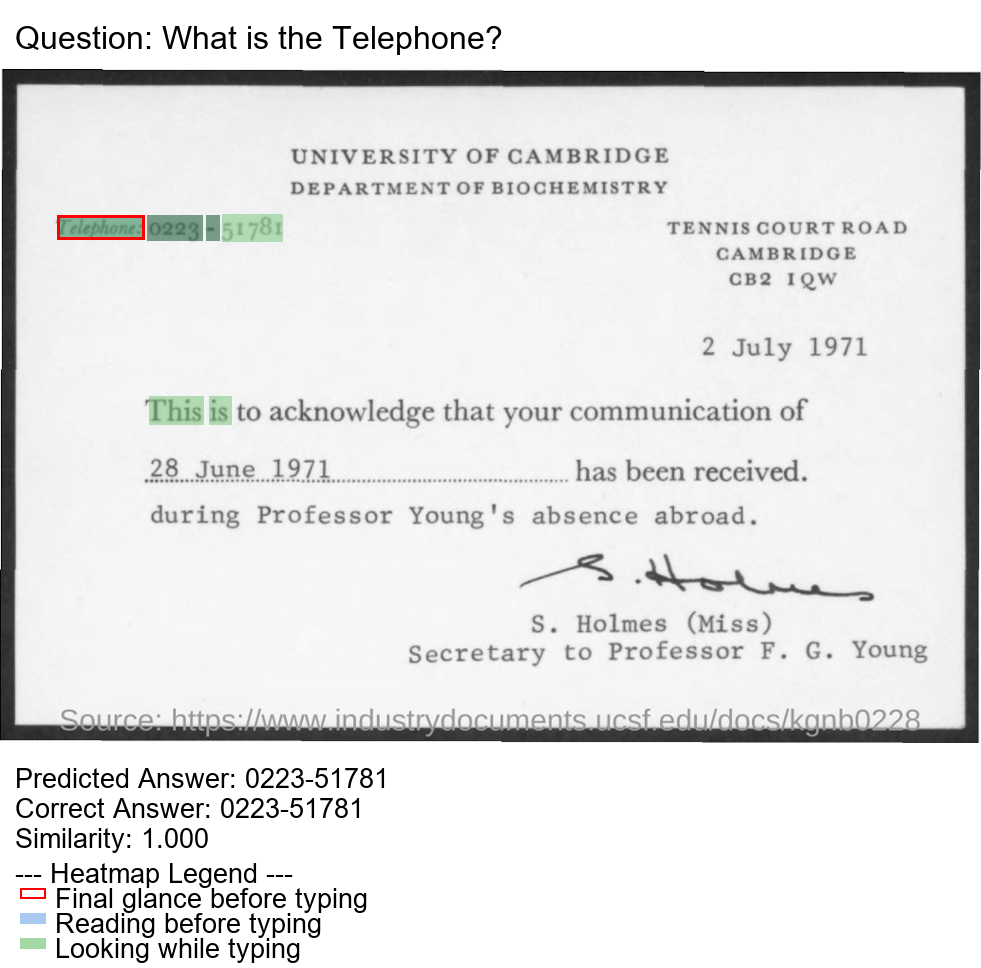 Question: What is the Telephone?
UNIVERSITY OF CAMBRIDGE
DEPARTMENT OF BIOCHEMISTRY
Telephone: 0223 - 51781
TENNIS COURT ROAD
CAMBRIDGE
CB2 1QW
2 July 1971
This is to acknowledge that your communication of
28 June 1971 has been received.
during Professor Young's absence abroad.
S. Holmes
S. Holmes (Miss)
Secretary to Professor F. G. Young
Source: https://www.industrydocuments.ucsf.edu/docs/kgnb0228
Predicted Answer: 0223-51781
Correct Answer: 0223-51781
Similarity: 1.000
--- Heatmap Legend ---
Final glance before typing
Reading before typing
Looking while typing